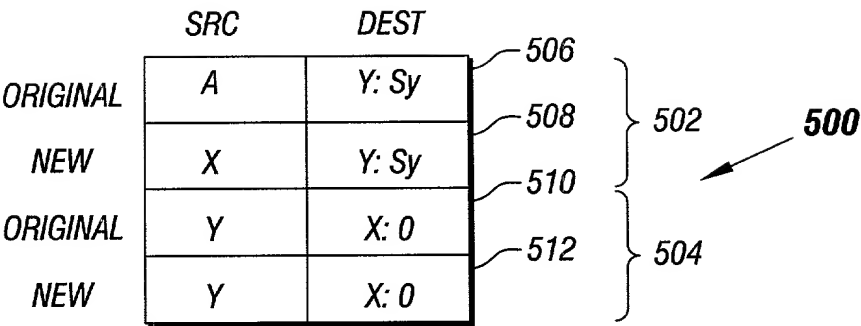 SRC DEST
506
ORIGINAL A Y: Sy
508
502
500
NEW X Y: Sy
510
ORIGINAL Y X: 0
512
504
NEW Y X: 0